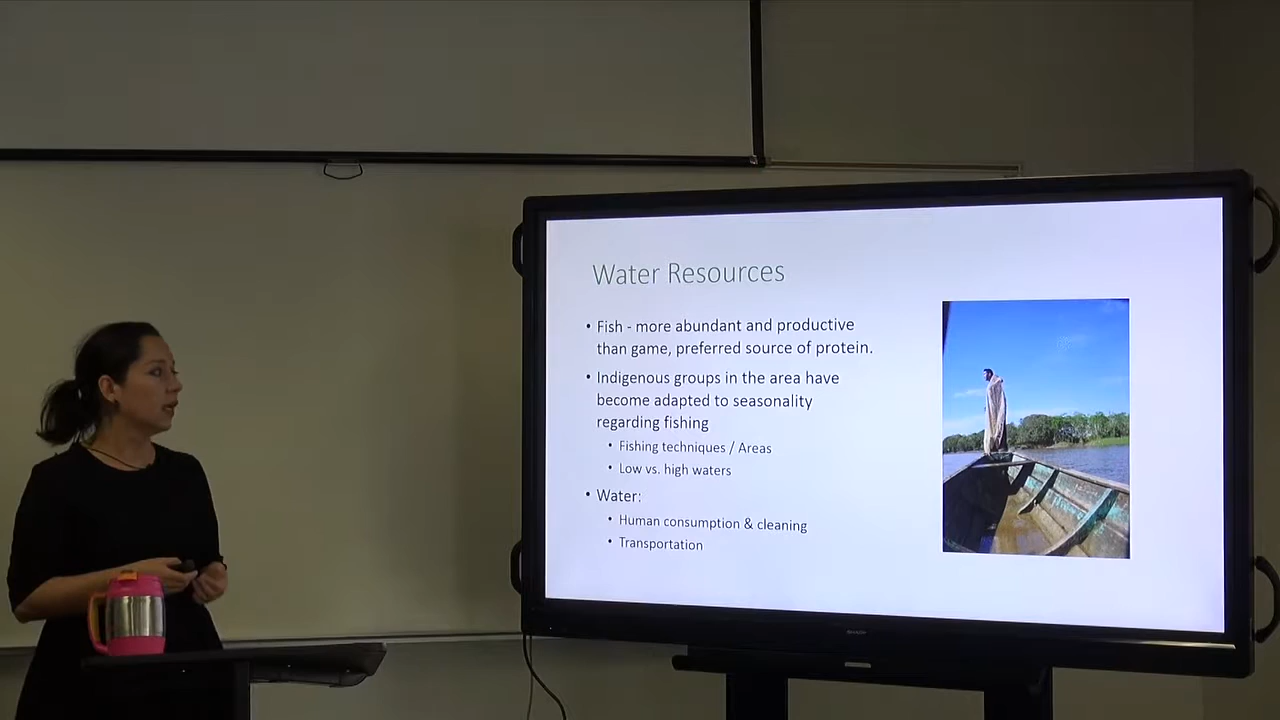 Water Resources
• Fish - more abundant and productive
than game, preferred source of protein.
• Indigenous groups in the area have
become adapted to seasonality
regarding fishing
• Fishing techniques / Areas
• Low vs. high waters
• Water:
• Human consumption & cleaning
• Transportation
SHARP